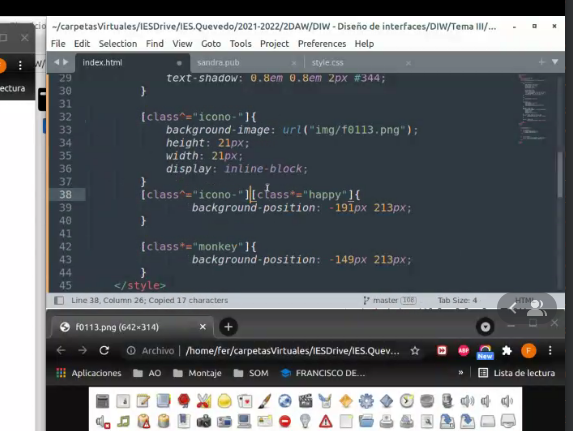 ~/carpetasVirtuales/IESDrive/IES.Quevedo/2021-2022/2DAW/DIW - Diseño de interfaces/DIW/Tema III/...
File Edit Selection Find View Goto Tools Project Preferences Help
W/
index.html
sandra.pub
style.css
ectura
29 text-shadow: 0.8em 0.8em 2px #344;
30 }
31
32 [class^="icono-"]{
33 background-image: url("img/f0113.png");
34 height: 21px;
35 width: 21px;
36 display: inline-block;
37 }
38 [class^="icono-"][class*="happy"]{
39 background-position: -191px 213px;
40 }
41
42 [class*="monkey"]{
43 background-position: -149px 213px;
44 }
45 </style>
Line 38, Column 26; Copied 17 characters
master
Tab Size: 4
f0113.png (642×314)
Archivo | /home/fer/carpetasVirtuales/IESDrive/IES.Quev...
ABP
New
F
Aplicaciones AO Montaje SOM FRANCISCO DE... » Lista de lectura